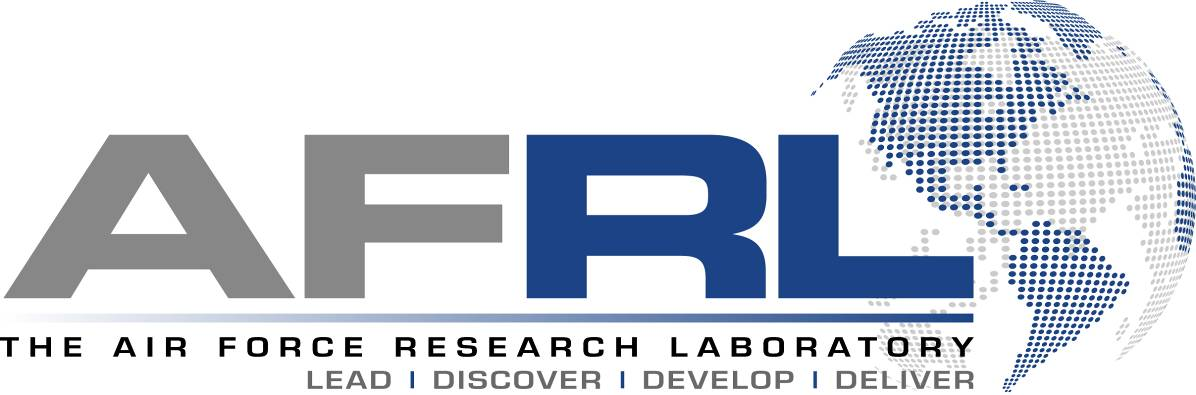 AFRL
THE AIR FORCE RESEARCH LABORATORY
LEAD | DISCOVER | DEVELOP | DELIVER